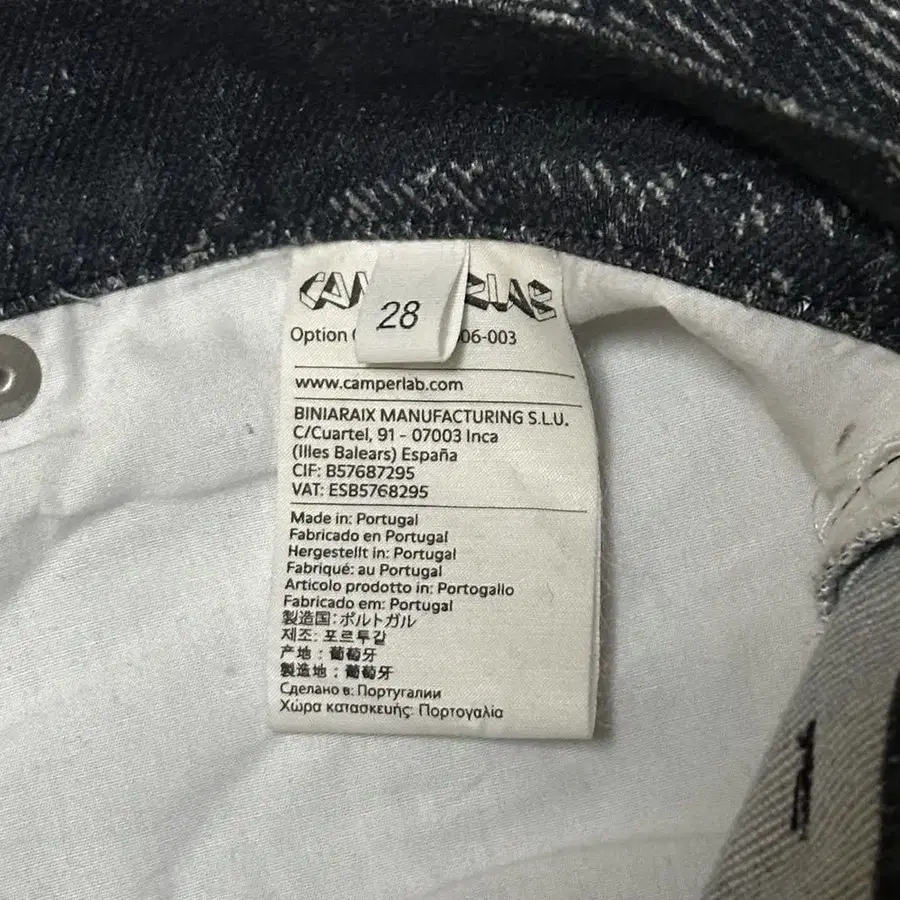 28
Option
06-003
www.camperlab.com
BINIARAIX MANUFACTURING S.L.U.
C/Cuartel, 91 - 07003 Inca
(Illes Balears) España
CIF: B57687295
VAT: ESB5768295
Made in: Portugal
Fabricado en Portugal
Hergestellt in: Portugal
Fabriqué: au Portugal
Articolo prodotto in: Portogallo
Fabricado em: Portugal
製造国:ポルトガル
제조: 포르투갈
产地：葡萄牙
製造地：葡萄牙
Сделано в: Португалии
Χώρα κατασκευής: Πορτογαλία